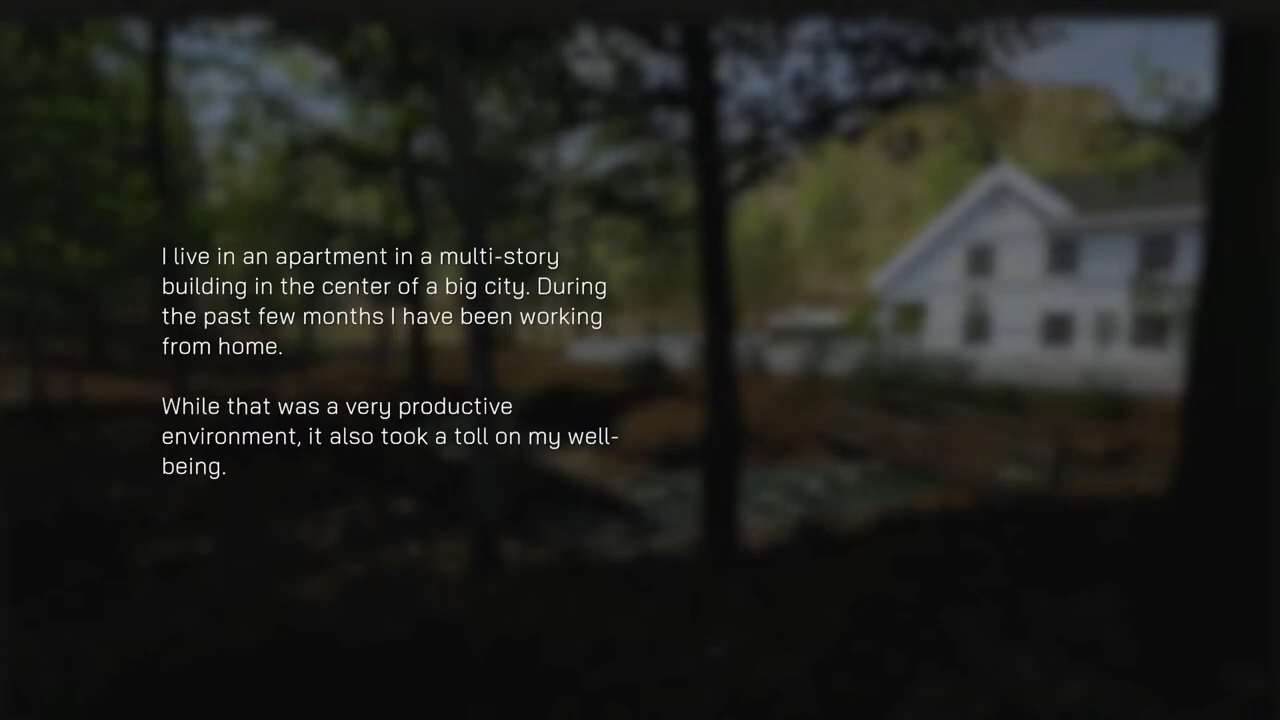 I live in an apartment in a multi-story
building in the center of a big city. During
the past few months I have been working
from home.
While that was a very productive
environment, it also took a toll on my well-
being.